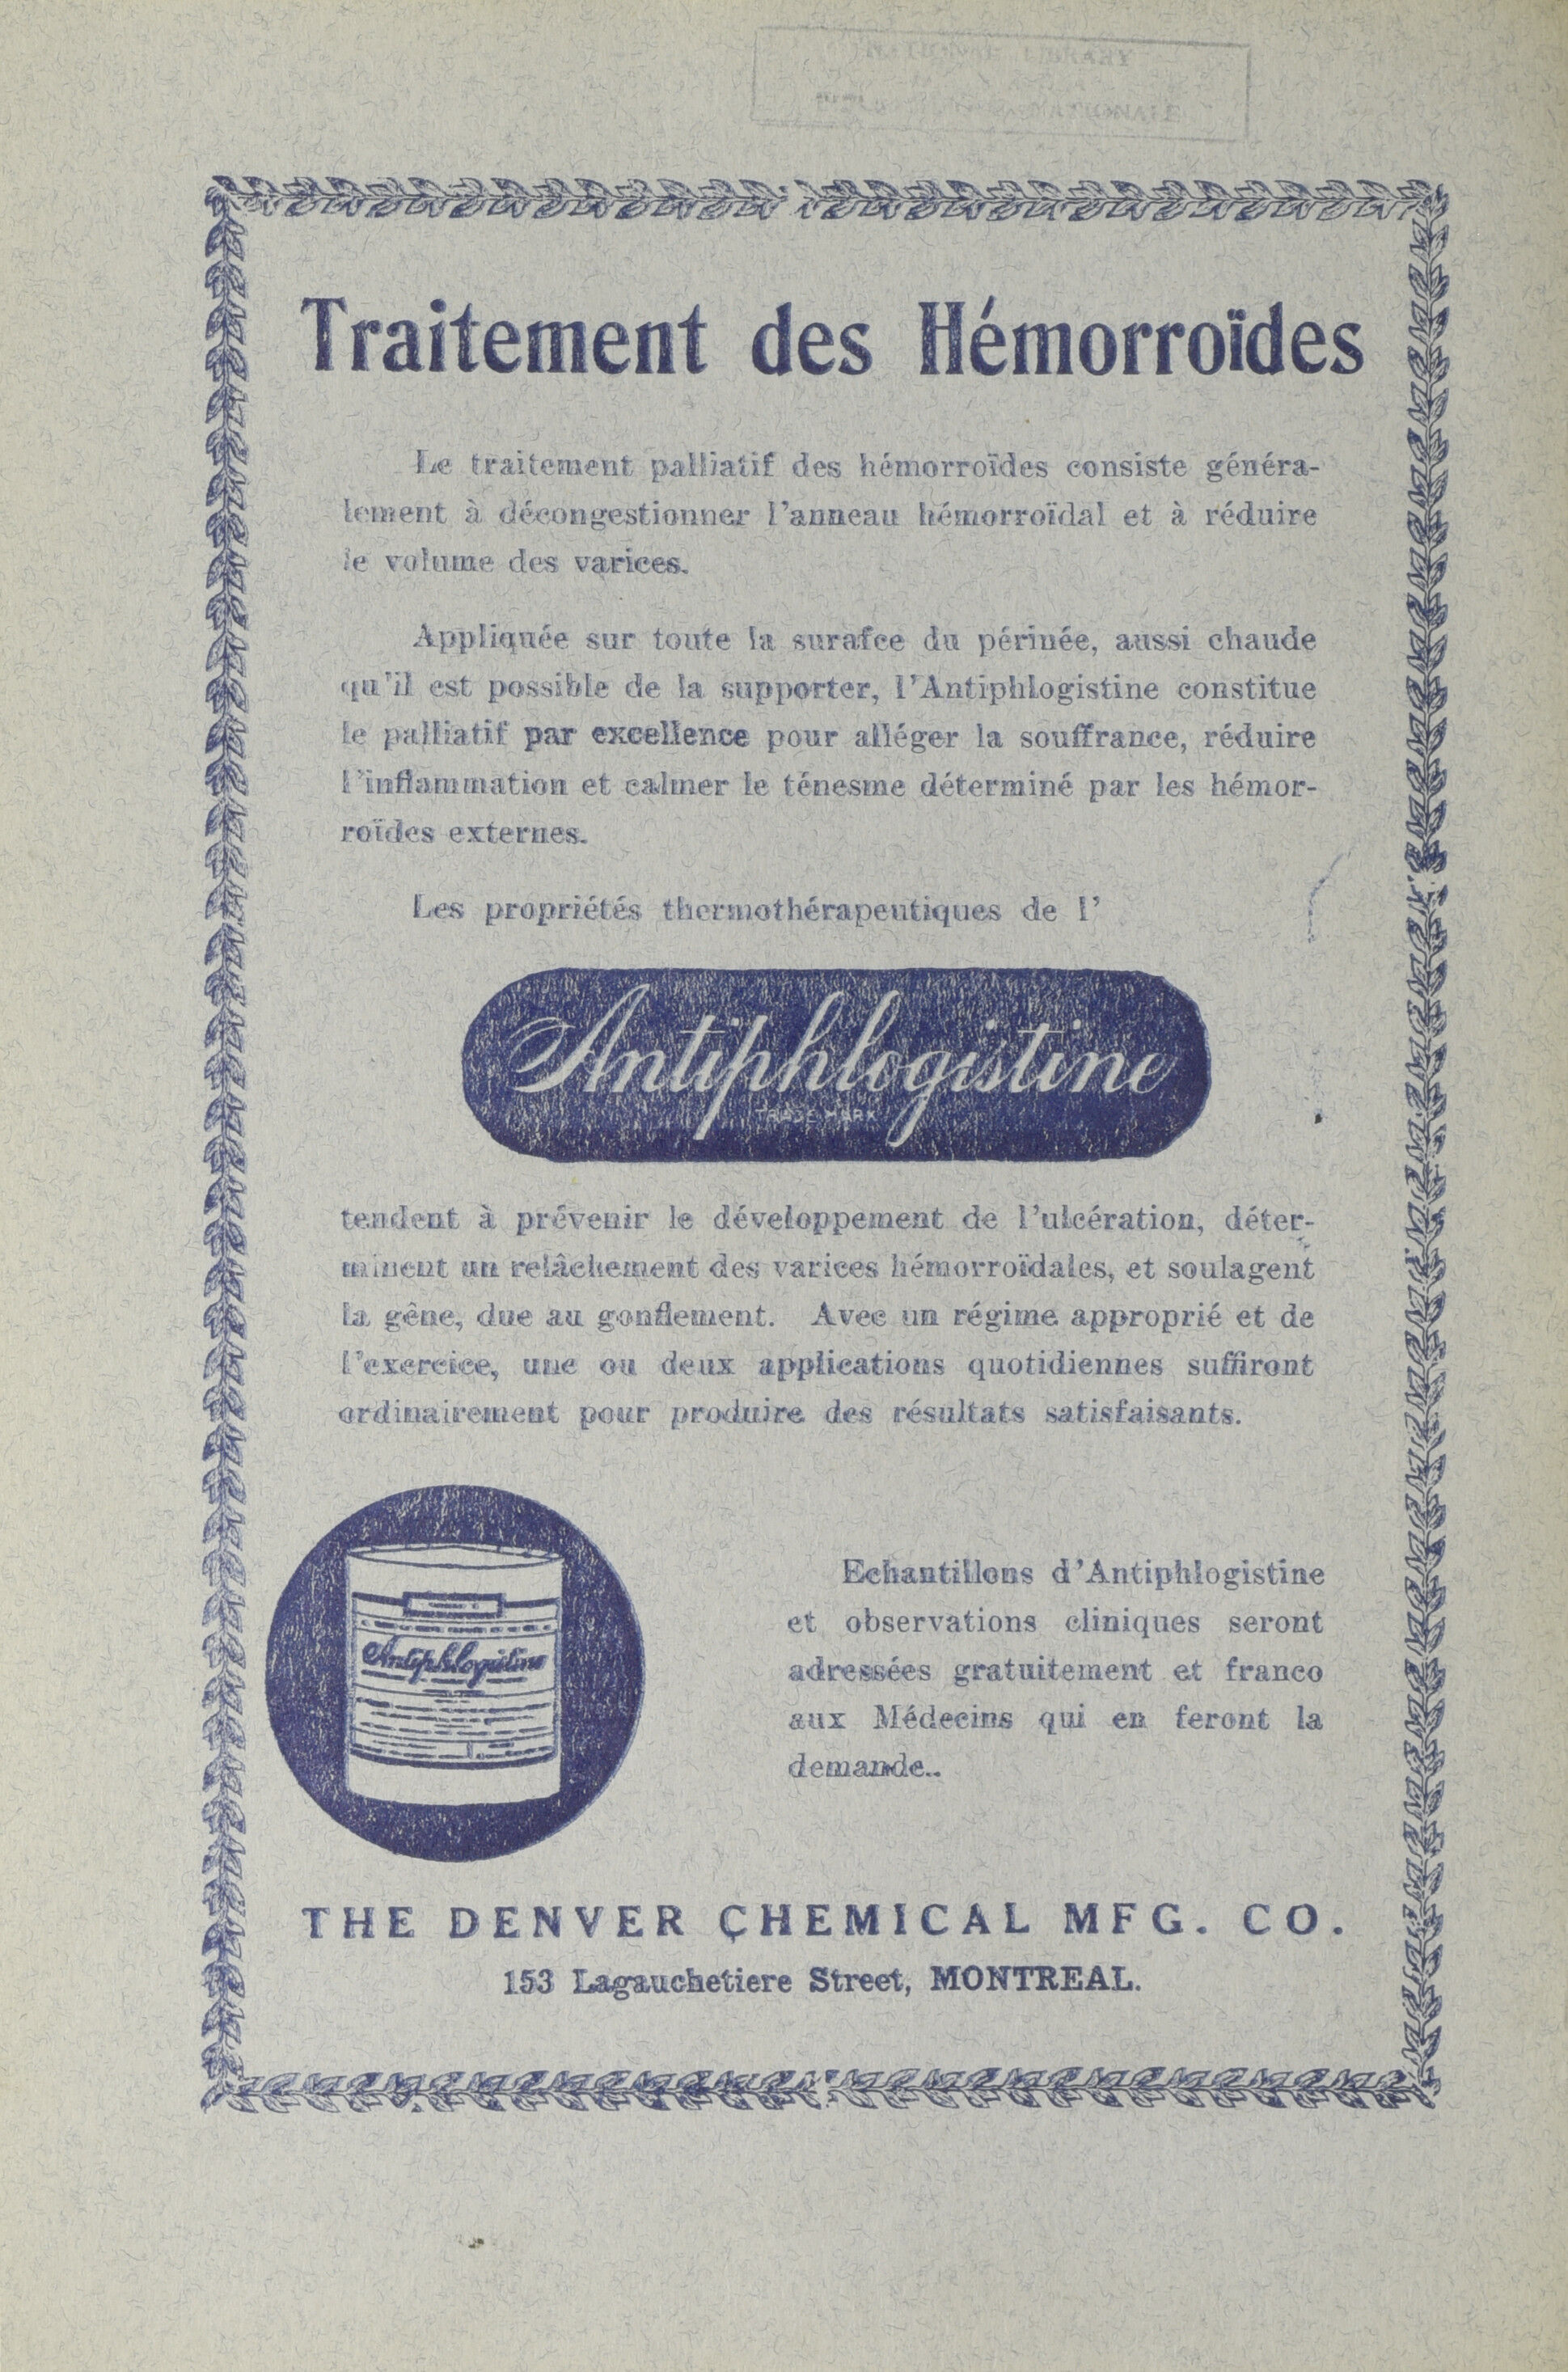 NATIONAL LIBRARY
NATIONALE
Traitement des Hémorroïdes
Le traitement palliatif des hémorroïdes consiste généra-
lement à décongestionner l'anneau hémorroïdal et à réduire
le volume des varices.
Appliquée sur toute la surafce du périnée, aussi chaude
qu'il est possible de la supporter, l'Antiphlogistine constitue
le palliatif par excellence pour alléger la souffrance, réduire
l'inflammation et calmer le ténesme déterminé par les hémor-
roïdes externes.
Les propriétés thermothérapeutiques de l'
Antiphlogistine
TRADE MARK
tendent à prévenir le développement de l'ulcération, déter-
minent un relâchement des varices hémorroïdales, et soulagent
la gêne, due au gonflement. Avec un régime approprié et de
l'exercice, une ou deux applications quotidiennes suffiront
ordinairement pour produire des résultats satisfaisants.
Antiphlogistine
Echantillons d'Antiphlogistine
et observations cliniques seront
adressées gratuitement et franco
aux Médecins qui en feront la
demande..
THE DENVER CHEMICAL MFG. CO.
153 Lagauchetiere Street, MONTREAL.